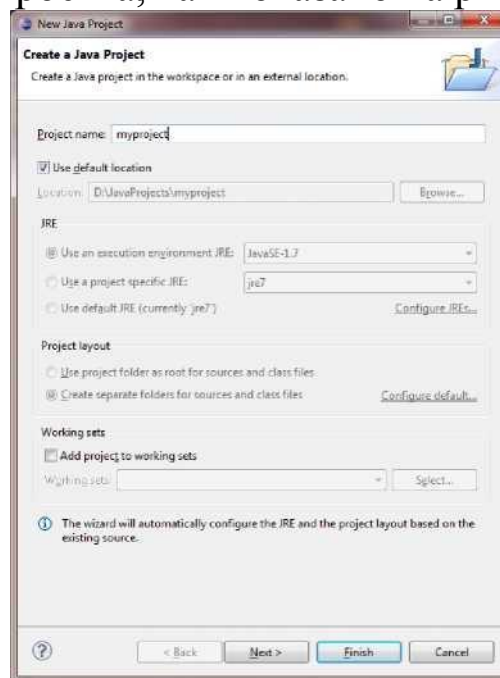 New Java Project
Create a Java Project
Create a Java project in the workspace or in an external location.
Project name: myproject
Use default location
Location: D:\JavaProjects\myproject Browse...
JRE
Use an execution environment JRE: JavaSE-1.7
Use a project specific JRE: jre7
Use default JRE (currently 'jre7') Configure JREs...
Project layout
Use project folder as root for sources and class files
Create separate folders for sources and class files Configure default...
Working sets
Add project to working sets
Working sets: Select...
The wizard will automatically configure the JRE and the project layout based on the
existing source.
? < Back Next > Finish Cancel